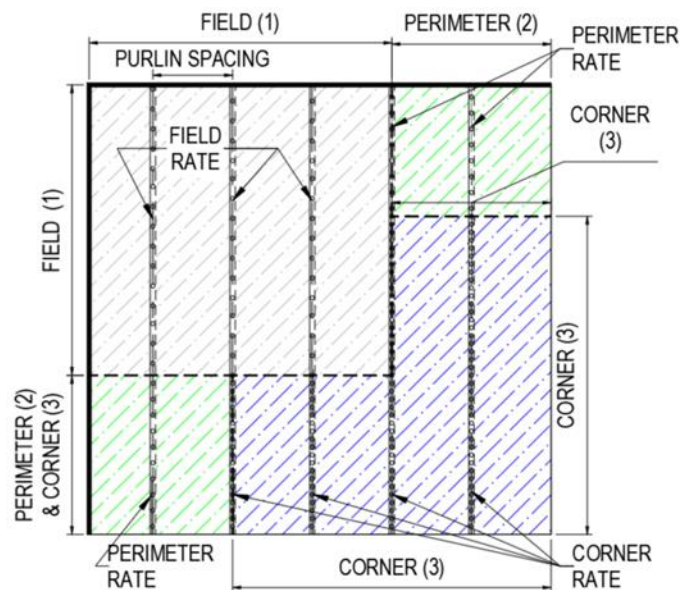 FIELD (1)
PERIMETER (2)
PURLIN SPACING
PERIMETER
RATE
CORNER
(3)
FIELD
RATE
FIELD (1)
CORNER (3)
PERIMETER (2)
& CORNER (3)
PERIMETER
RATE
CORNER (3)
CORNER
RATE